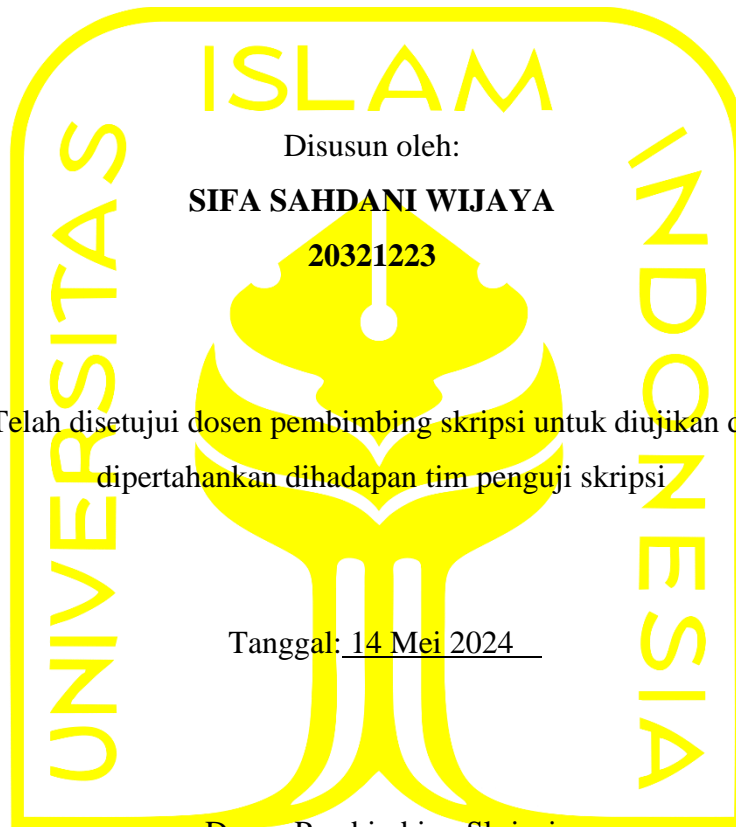 UNIVERSITAS ISLAM INDONESIA
Disusun oleh:
SIFA SAHDANI WIJAYA
20321223
Telah disetujui dosen pembimbing skripsi untuk diujikan
dipertahankan dihadapan tim penguji skripsi
Tanggal: 14 Mei 2024